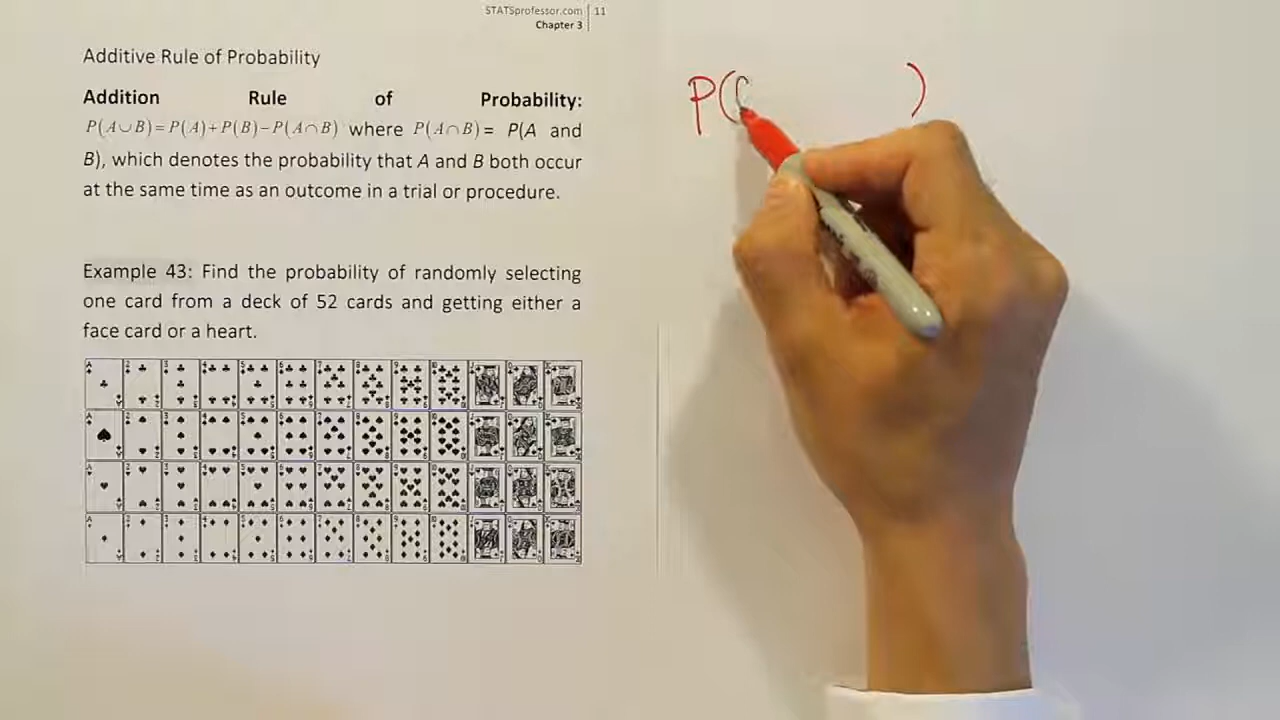 STATSprofessor.com 11
Chapter 3
Additive Rule of Probability
Addition Rule of Probability:
P(A∪B)=P(A)+P(B)−P(A∩B) where P(A∩B)= P(A and
B), which denotes the probability that A and B both occur
at the same time as an outcome in a trial or procedure.
Example 43: Find the probability of randomly selecting
one card from a deck of 52 cards and getting either a
face card or a heart.
P( )